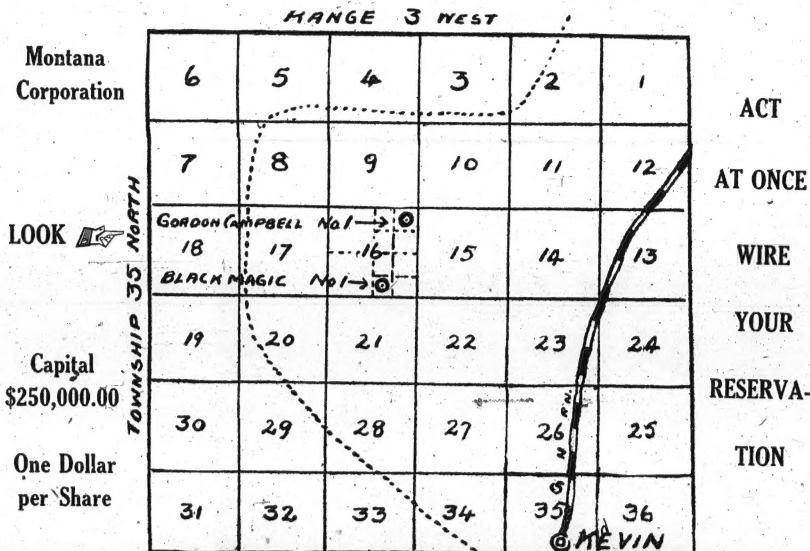 RANGE 3 WEST
Montana
Corporation
LOOK
Capital
$250,000.00
One Dollar
per Share
TOWNSHIP 35 NORTH
6 5 4 3 2 1
7 8 9 10 11 12
GORDON CAMPBELL No1
18 17 16 15 14 13
BLACK MAGIC No1
19 20 21 22 23 24
30 29 28 27 26 25
G N R.N.
31 32 33 34 35 36
KEVIN
ACT
AT ONCE
WIRE
YOUR
RESERVA-
TION